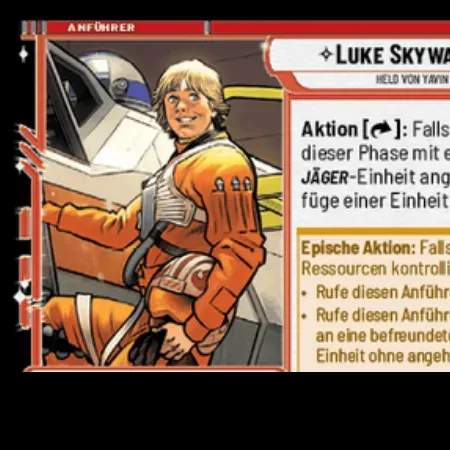 ANFÜHRER
LUKE SKYWA
HELD VON YAVIN
Aktion [ ]: Falls
dieser Phase mit e
JÄGER-Einheit ang
füge einer Einheit
Epische Aktion: Falls
Ressourcen kontrolli
• Rufe diesen Anführ
• Rufe diesen Anführ
an eine befreundet
Einheit ohne angeh